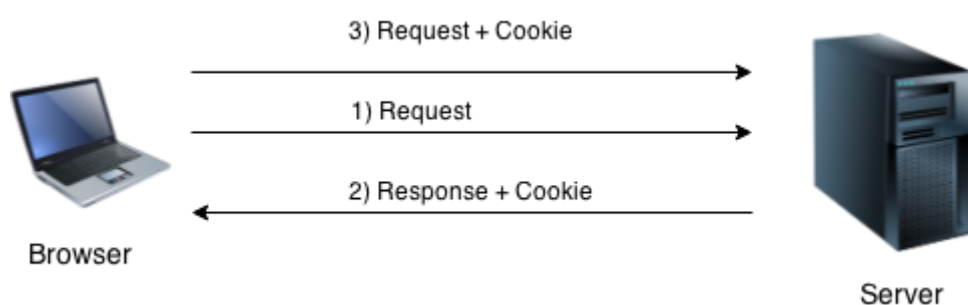 3) Request + Cookie
1) Request
2) Response + Cookie
Browser
Server